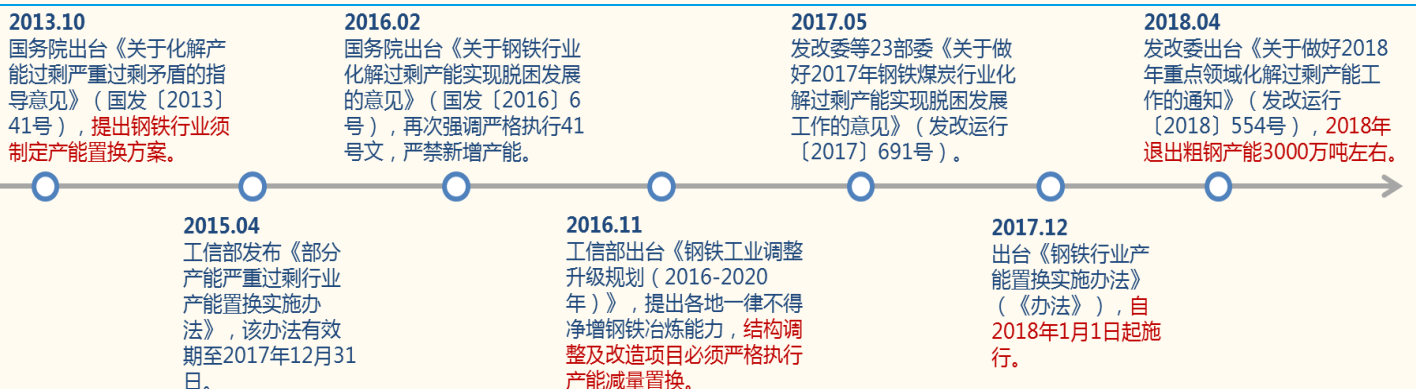 2013.10
国务院出台《关于化解产
能过剩严重过剩矛盾的指
导意见》（国发〔2013〕
41号），提出钢铁行业须
制定产能置换方案。
2015.04
工信部发布《部分
产能严重过剩行业
产能置换实施办
法》，该办法有效
期至2017年12月31
日。
2016.02
国务院出台《关于钢铁行业
化解过剩产能实现脱困发展
的意见》（国发〔2016〕6
号），再次强调严格执行41
号文，严禁新增产能。
2016.11
工信部出台《钢铁工业调整
升级规划（2016-2020
年）》，提出各地一律不得
净增钢铁冶炼能力，结构调
整及改造项目必须严格执行
产能减量置换。
2017.05
发改委等23部委《关于做
好2017年钢铁煤炭行业化
解过剩产能实现脱困发展
工作的意见》（发改运行
〔2017〕691号）。
2017.12
出台《钢铁行业产
能置换实施办法》
（《办法》），自
2018年1月1日起施
行。
2018.04
发改委出台《关于做好2018
年重点领域化解过剩产能工
作的通知》（发改运行
〔2018〕554号），2018年
退出粗钢产能3000万吨左右。